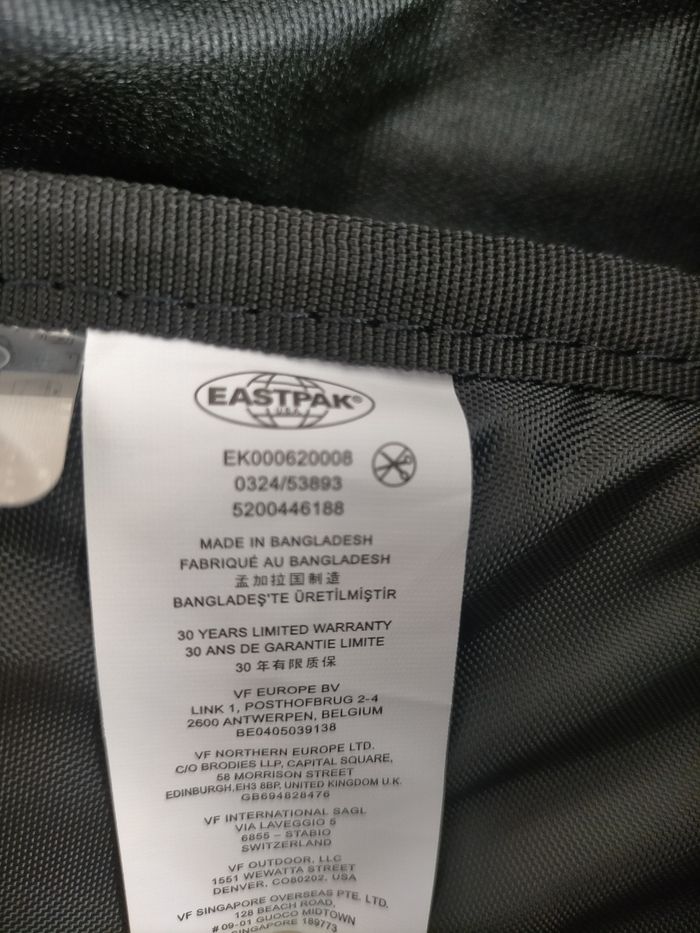 EASTPAK®
U.S.A.
EK000620008
0324/53893
5200446188
MADE IN BANGLADESH
FABRIQUÉ AU BANGLADESH
孟加拉国制造
BANGLADEŞ'TE ÜRETİLMİŞTİR
30 YEARS LIMITED WARRANTY
30 ANS DE GARANTIE LIMITE
30 年有限质保
VF EUROPE BV
LINK 1, POSTHOFBRUG 2-4
2600 ANTWERPEN, BELGIUM
BE0405039138
VF NORTHERN EUROPE LTD.
C/O BRODIES LLP, CAPITAL SQUARE,
58 MORRISON STREET
EDINBURGH,EH3 8BP, UNITED KINGDOM U.K.
GB694828476
VF INTERNATIONAL SAGL
VIA LAVEGGIO 5
6855 – STABIO
SWITZERLAND
VF OUTDOOR, LLC
1551 WEWATTA STREET
DENVER, CO80202, USA
VF SINGAPORE OVERSEAS PTE. LTD.
128 BEACH ROAD,
#09-01 GUOCO MIDTOWN
SINGAPORE 189773